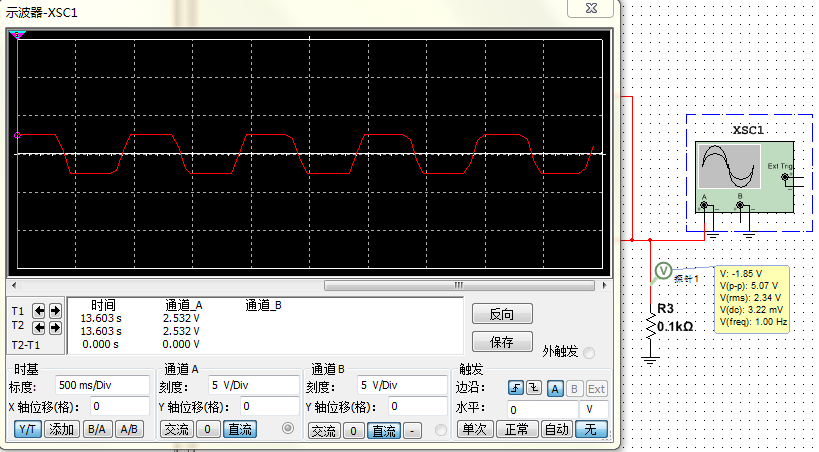 示波器-XSC1
时间 通道_A 通道_B
T1 13.603 s 2.532 V
T2 13.603 s 2.532 V
T2-T1 0.000 s 0.000 V
反向
保存
外触发
时基
标度: 500 ms/Div
X 轴位移(格): 0
Y/T 添加 B/A A/B
通道 A
刻度: 5 V/Div
Y 轴位移(格): 0
交流 0 直流
通道 B
刻度: 5 V/Div
Y 轴位移(格): 0
交流 0 直流 -
触发
边沿: A B Ext
水平: 0 V
单次 正常 自动 无
XSC1
Ext Trig
A B
V
探针1
V: -1.85 V
V(p-p): 5.07 V
V(rms): 2.34 V
V(dc): 3.22 mV
V(freq): 1.00 Hz
R3
0.1kΩ